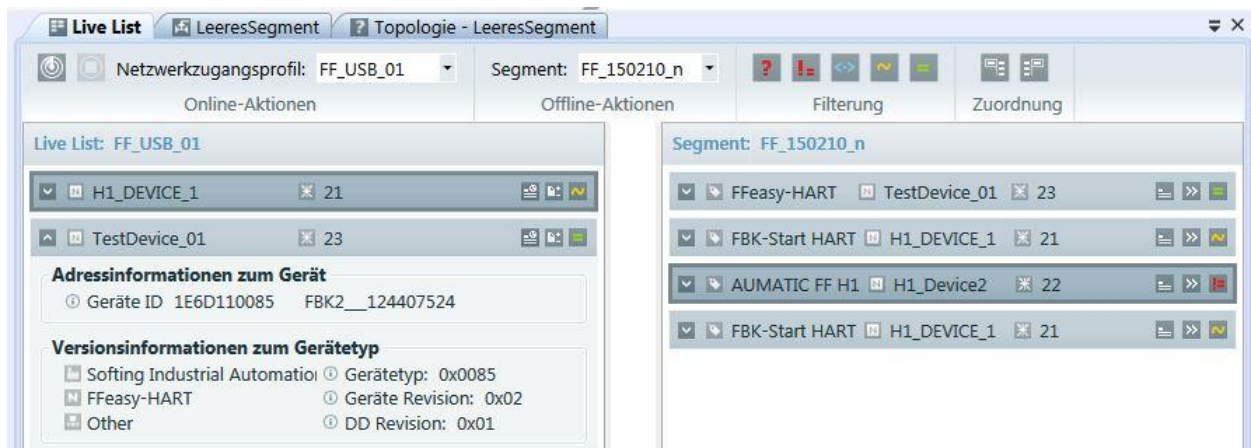 Live List LeeresSegment Topologie - LeeresSegment
Netzwerkzugangsprofil: FF_USB_01 Segment: FF_150210_n
Online-Aktionen Offline-Aktionen Filterung Zuordnung
Live List: FF_USB_01
H1_DEVICE_1 21
TestDevice_01 23
Adressinformationen zum Gerät
Geräte ID 1E6D110085 FBK2__124407524
Versionsinformationen zum Gerätetyp
Softing Industrial Automatio Gerätetyp: 0x0085
FFeasy-HART Geräte Revision: 0x02
Other DD Revision: 0x01
Segment: FF_150210_n
FFeasy-HART TestDevice_01 23
FBK-Start HART H1_DEVICE_1 21
AUMATIC FF H1 H1_Device2 22
FBK-Start HART H1_DEVICE_1 21